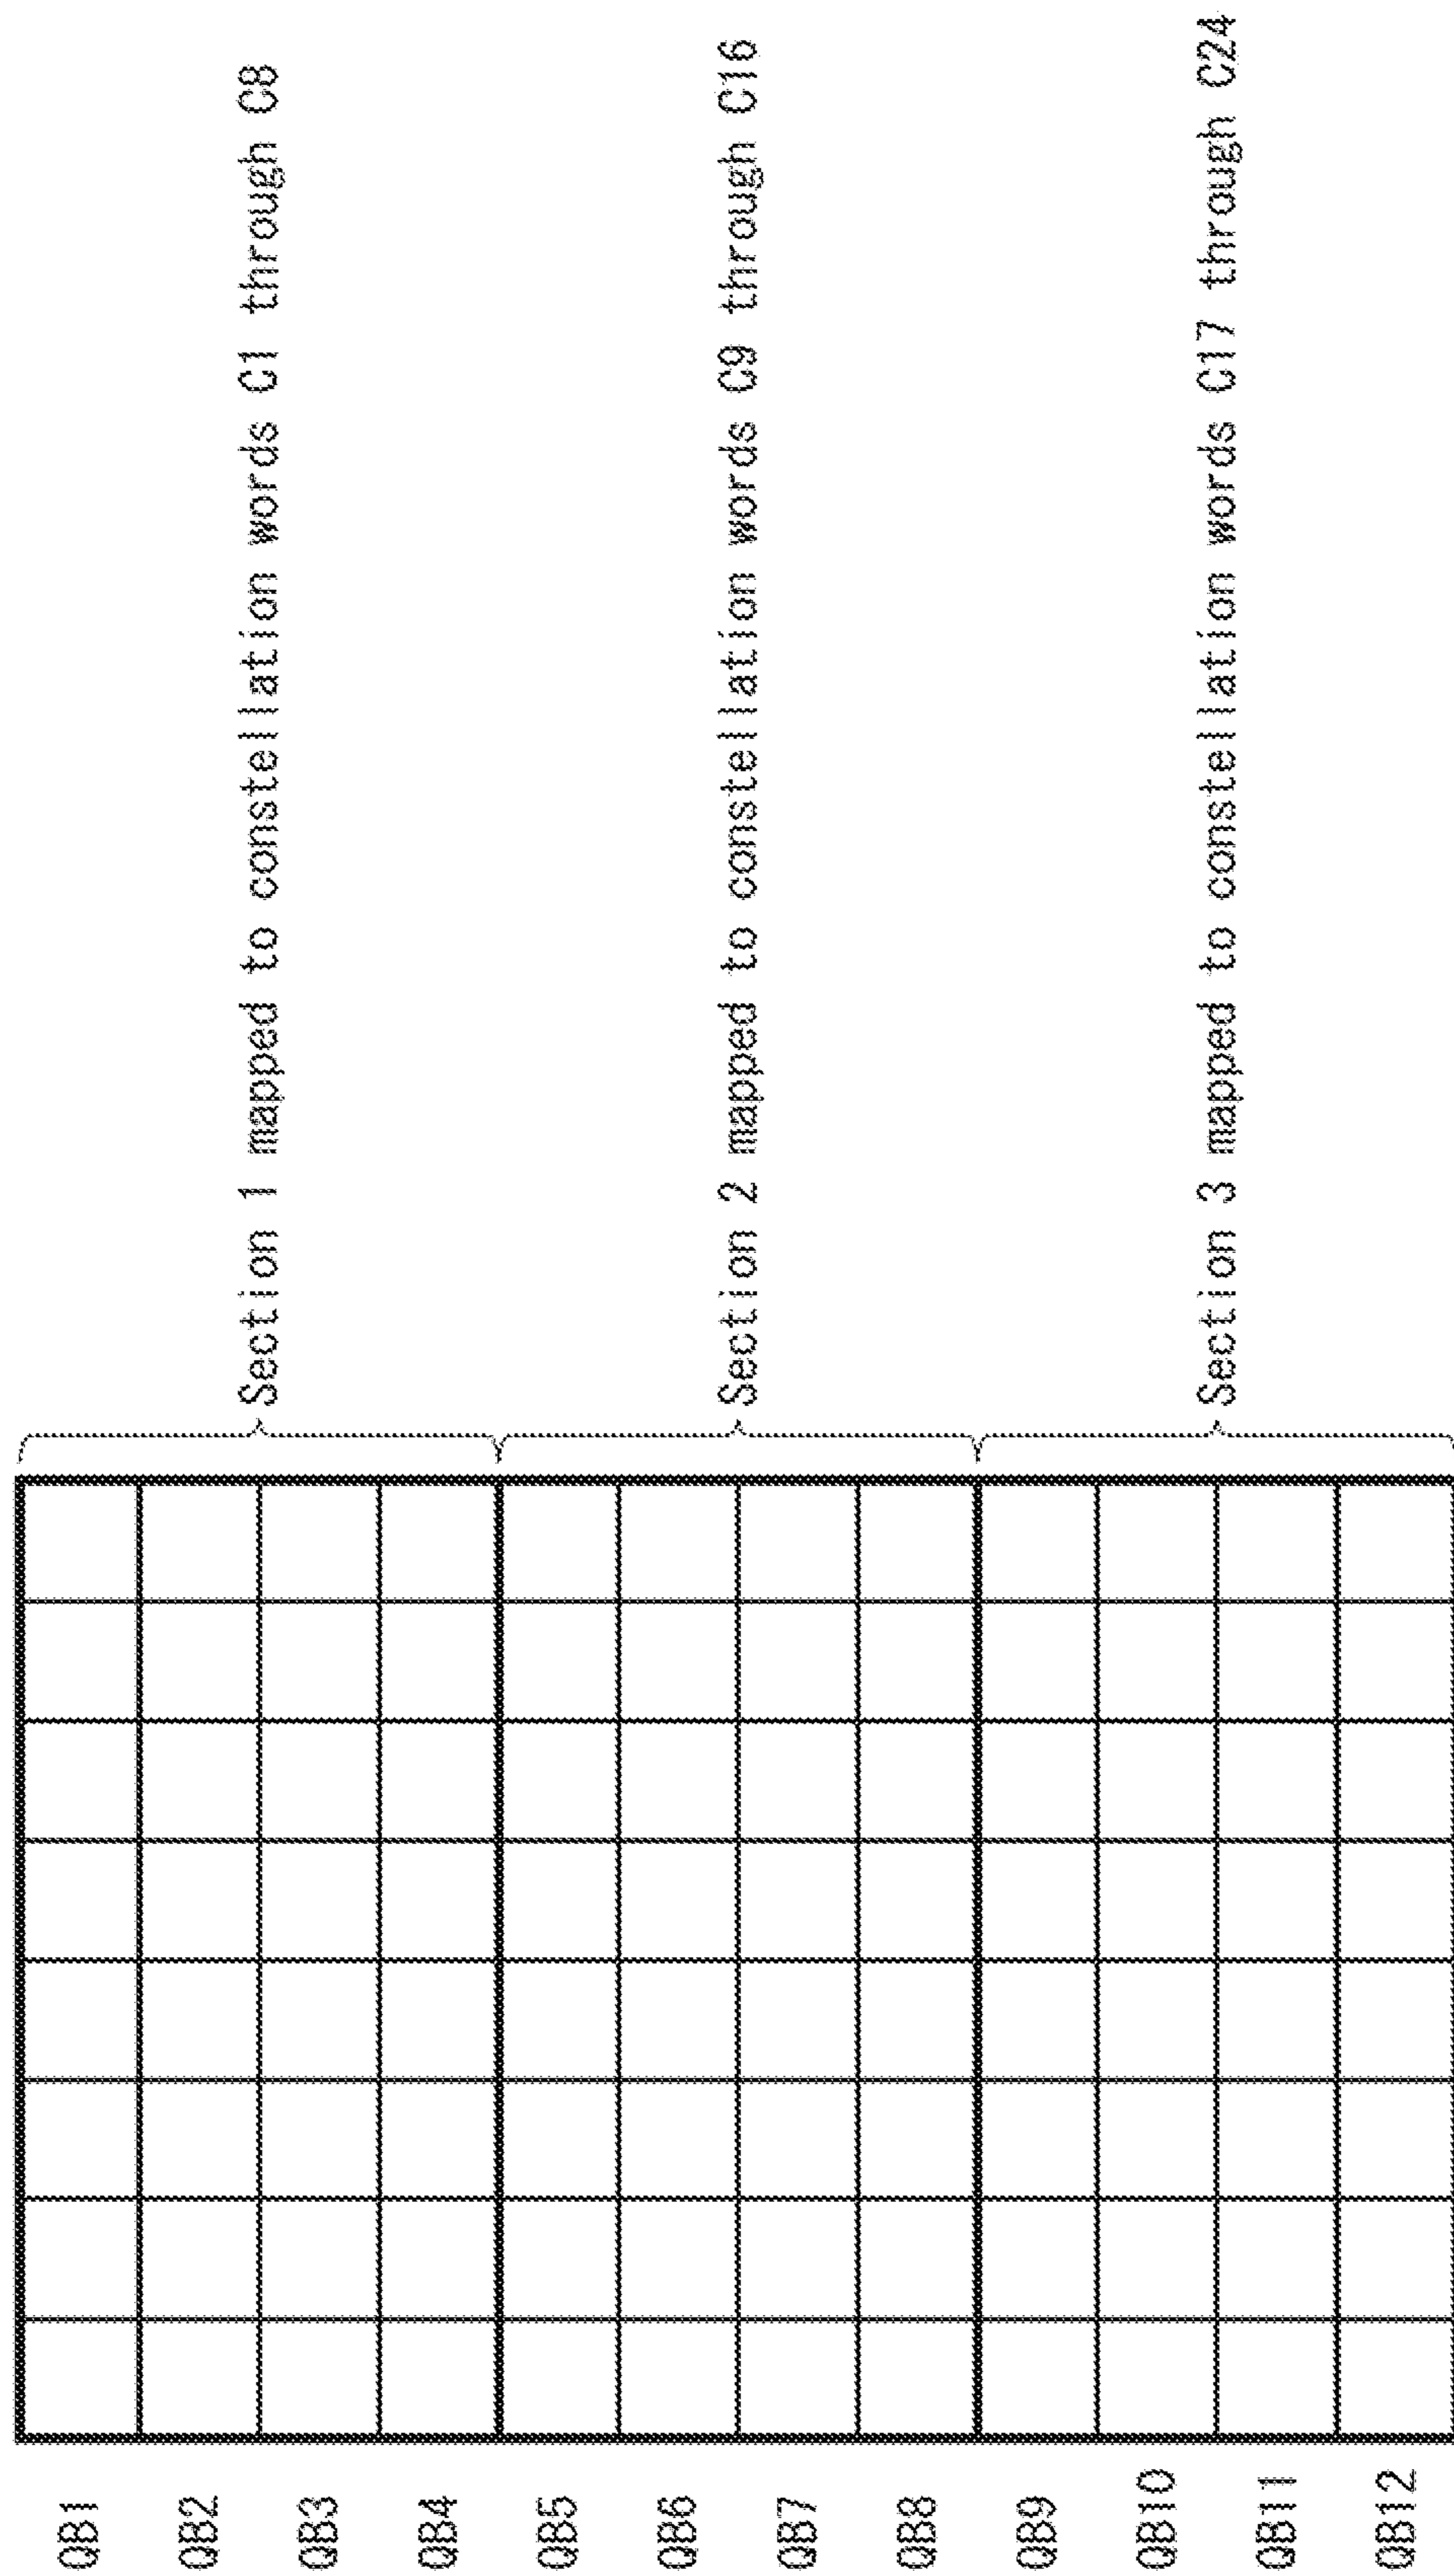 QB1
QB2
QB3
QB4
QB5
QB6
QB7
QB8
QB9
QB10
QB11
QB12
Section 1 mapped to constellation words C1 through C8
Section 2 mapped to constellation words C9 through C16
Section 3 mapped to constellation words C17 through C24